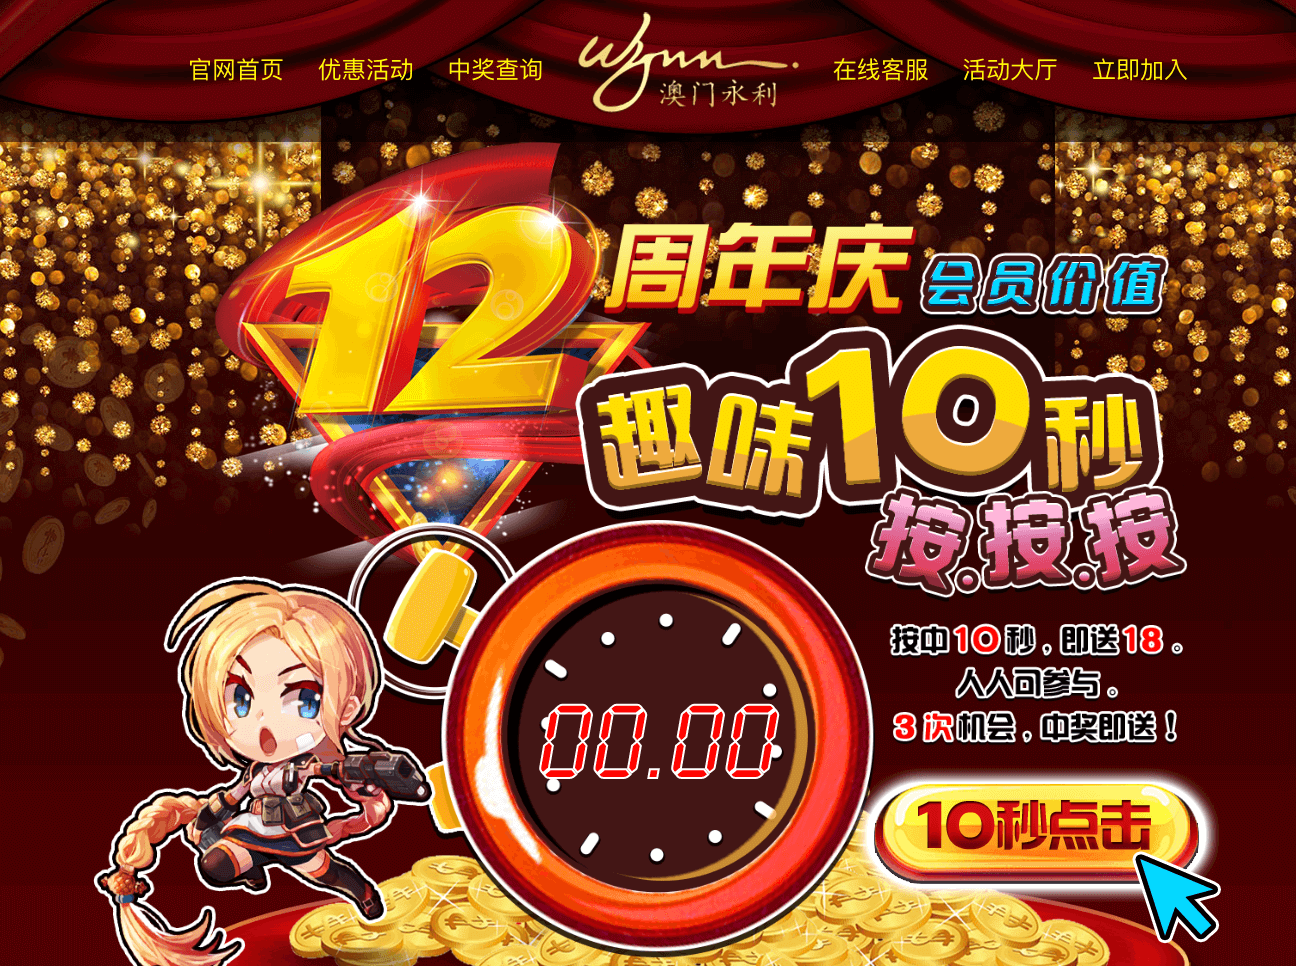 官网首页 优惠活动 中奖查询 Wynn. 在线客服 活动大厅 立即加入
澳门永利
12周年庆 会员价值
趣味10秒
按.按.按
按中10秒，即送18。
人人可参与。
3次机会，中奖即送！
00.00
10秒点击